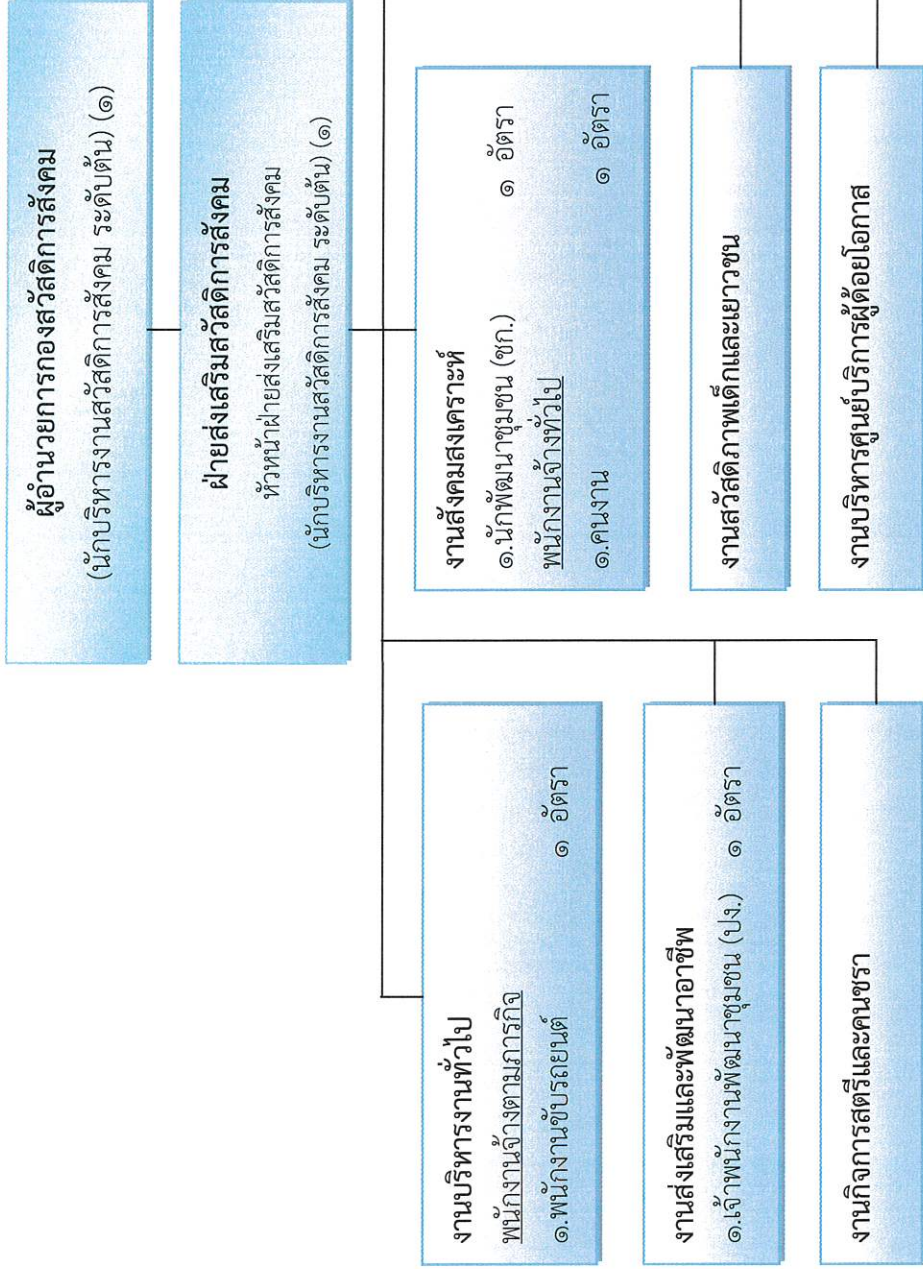 ผู้อำนวยการกองสวัสดิการสังคม
(นักบริหารงานสวัสดิการสังคม ระดับต้น) (๑)
ฝ่ายส่งเสริมสวัสดิการสังคม
หัวหน้าฝ่ายส่งเสริมสวัสดิการสังคม
(นักบริหารงานสวัสดิการสังคม ระดับต้น) (๑)
งานบริหารงานทั่วไป
พนักงานจ้างตามภารกิจ
๑.พนักงานขับรถยนต์ ๑ อัตรา
งานส่งเสริมและพัฒนาอาชีพ
๑.เจ้าพนักงานพัฒนาชุมชน (ปง.) ๑ อัตรา
งานกิจการสตรีและคนชรา
งานสังคมสงเคราะห์
๑.นักพัฒนาชุมชน (ชก.) ๑ อัตรา
พนักงานจ้างทั่วไป
๑.คนงาน ๑ อัตรา
งานสวัสดิภาพเด็กและเยาวชน
งานบริหารศูนย์บริการผู้ด้อยโอกาส